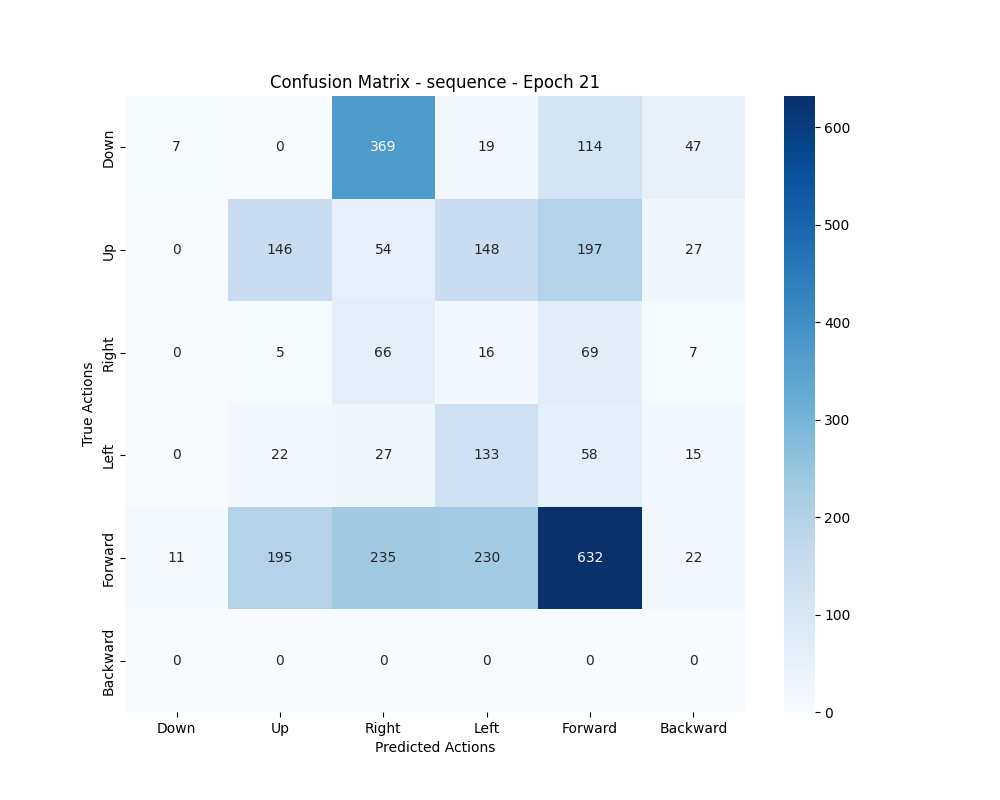 Confusion Matrix - sequence - Epoch 21
True Actions
Down 7 0 369 19 114 47
Up 0 146 54 148 197 27
Right 0 5 66 16 69 7
Left 0 22 27 133 58 15
Forward 11 195 235 230 632 22
Backward 0 0 0 0 0 0
Down Up Right Left Forward Backward
Predicted Actions
600
500
400
300
200
100
0